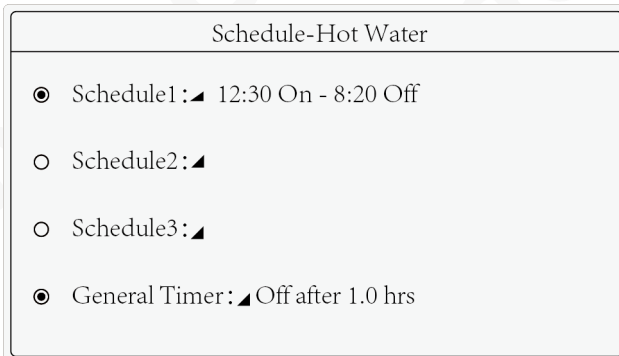 Schedule-Hot Water
Schedule1: 12:30 On - 8:20 Off
Schedule2:
Schedule3:
General Timer: Off after 1.0 hrs